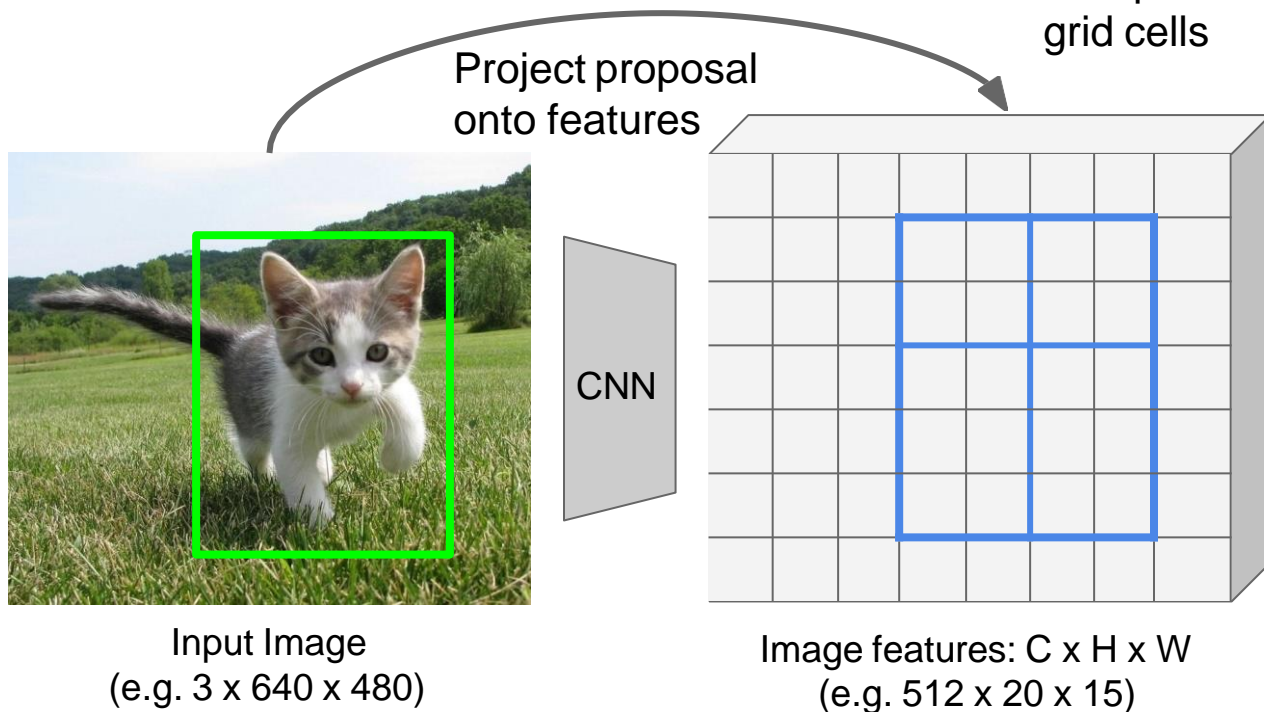 grid cells
Project proposal
onto features
CNN
Input Image
(e.g. 3 x 640 x 480)
Image features: C x H x W
(e.g. 512 x 20 x 15)